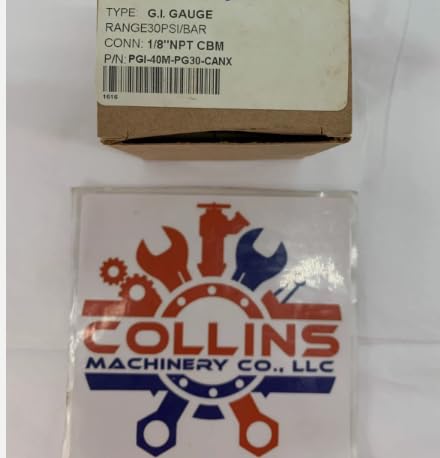 TYPE: G.I. GAUGE
RANGE30PSI/BAR
CONN: 1/8"NPT CBM
P/N: PGI-40M-PG30-CANX
1616
COLLINS
MACHINERY CO., LLC